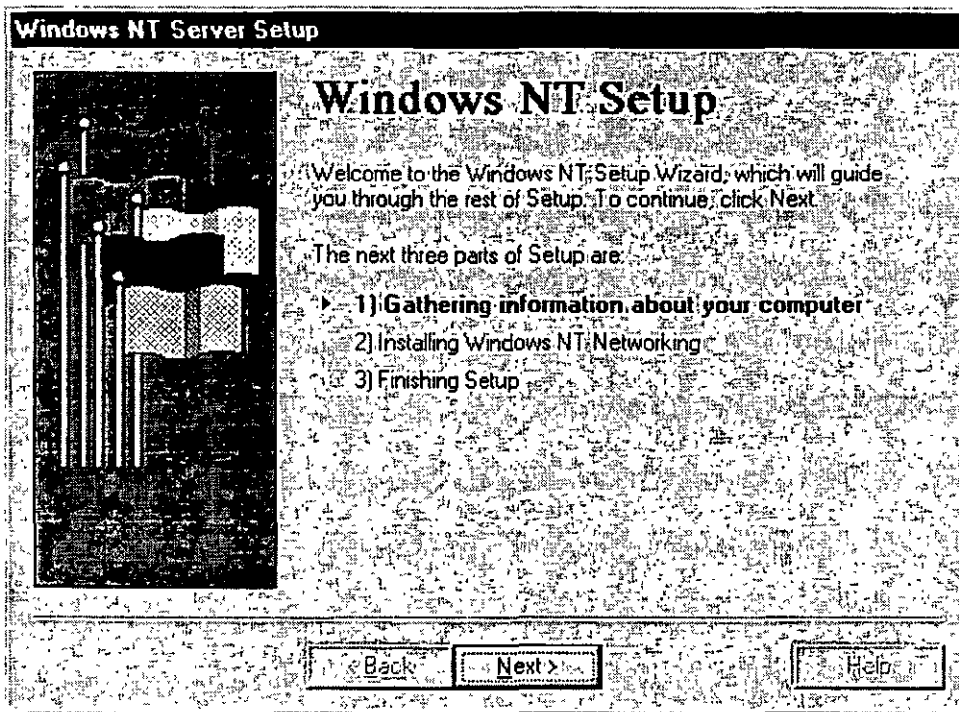 Windows NT Server Setup
Windows NT Setup
Welcome to the Windows NT Setup Wizard, which will guide
you through the rest of Setup. To continue, click Next.
The next three parts of Setup are:
1) Gathering information about your computer
2) Installing Windows NT Networking
3) Finishing Setup
< Back
Next >
Help